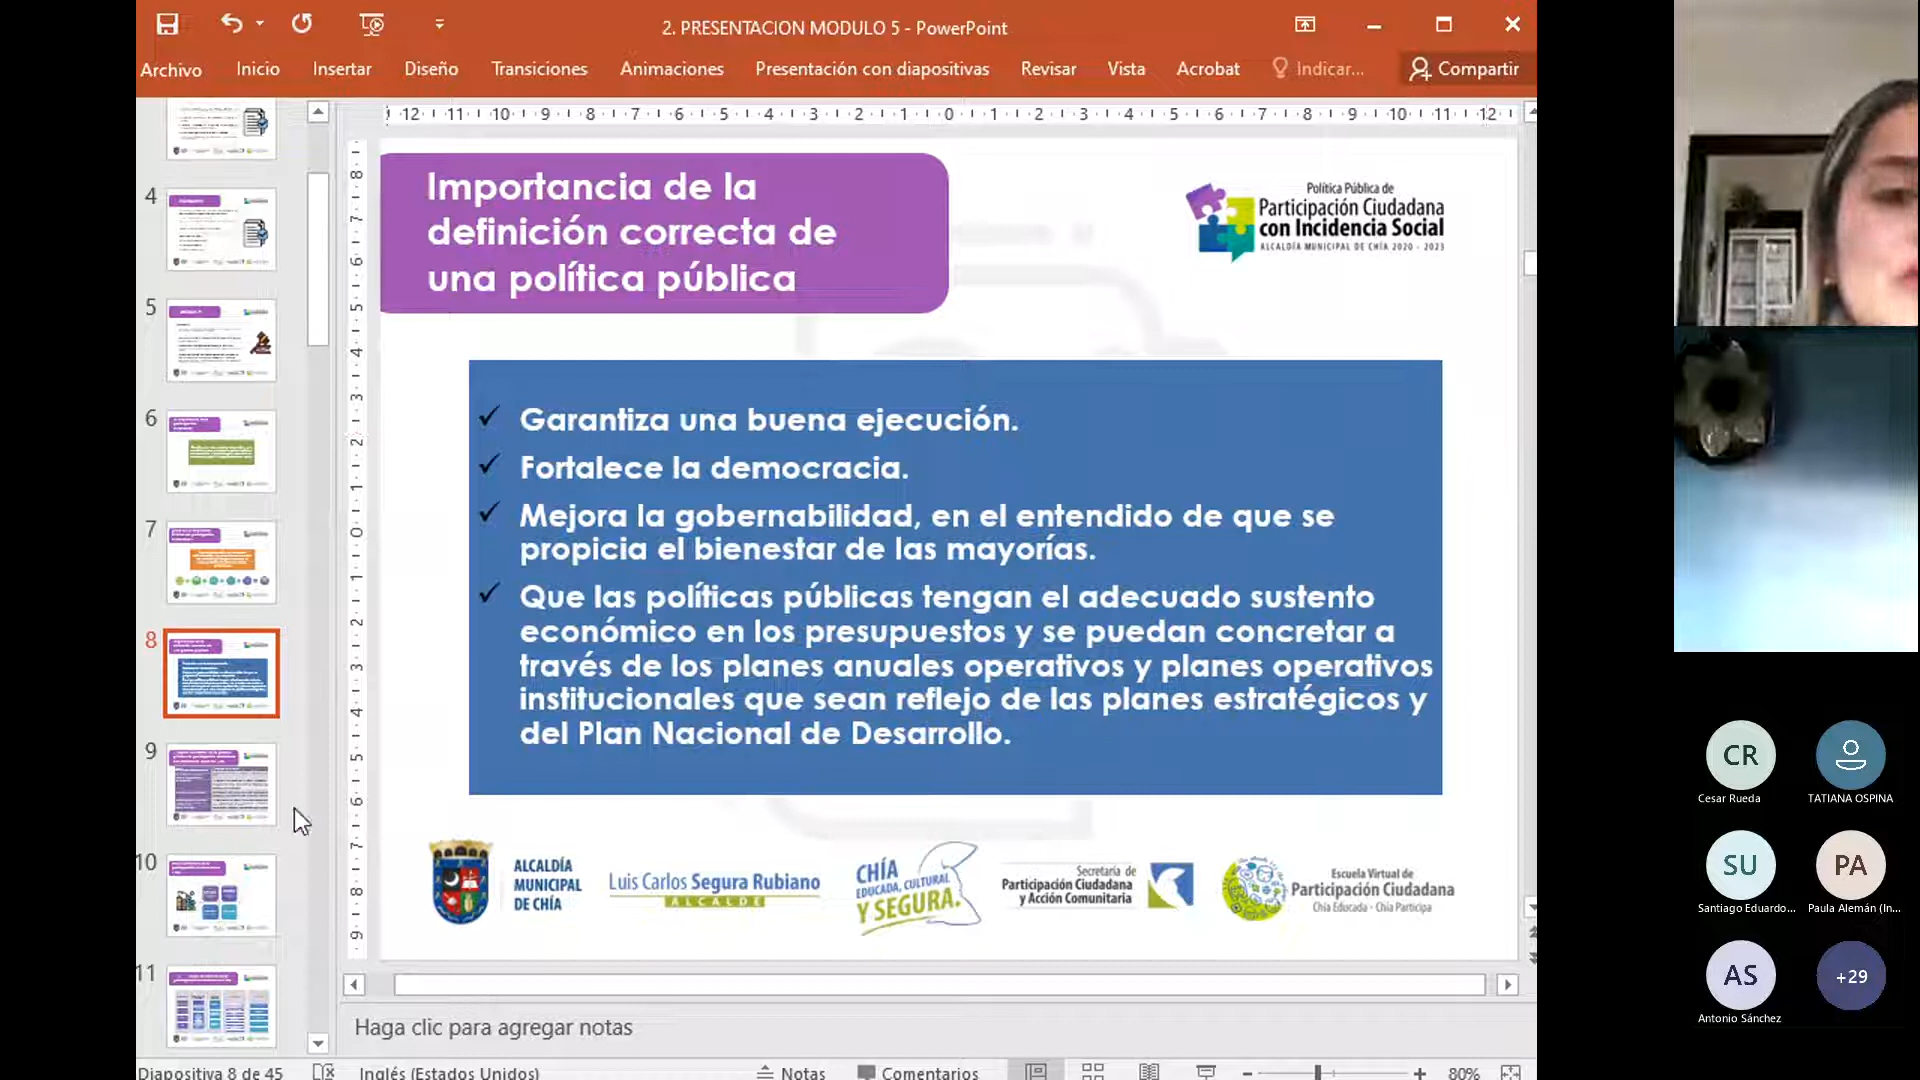 2. PRESENTACION MODULO 5 - PowerPoint
Archivo
Inicio
Insertar
Diseño
Transiciones
Animaciones
Presentación con diapositivas
Revisar
Vista
Acrobat
Indicar...
Compartir
4
5
6
7
8
9
10
11
Importancia de la
definición correcta de
una política pública
Política Pública de
Participación Ciudadana
con Incidencia Social
ALCALDÍA MUNICIPAL DE CHÍA 2020 - 2023
✓ Garantiza una buena ejecución.
✓ Fortalece la democracia.
✓ Mejora la gobernabilidad, en el entendido de que se
propicia el bienestar de las mayorías.
✓ Que las políticas públicas tengan el adecuado sustento
económico en los presupuestos y se puedan concretar a
través de los planes anuales operativos y planes operativos
institucionales que sean reflejo de las planes estratégicos y
del Plan Nacional de Desarrollo.
ALCALDÍA
MUNICIPAL
DE CHÍA
Luis Carlos Segura Rubiano
ALCALDE
CHÍA
EDUCADA, CULTURAL
Y SEGURA.
Secretaría de
Participación Ciudadana
y Acción Comunitaria
Escuela Virtual de
Participación Ciudadana
Chía Educada - Chía Participa
Haga clic para agregar notas
Diapositiva 8 de 45
Inglés (Estados Unidos)
Notas
Comentarios
80%
CR
Cesar Rueda
TATIANA OSPINA
SU
Santiago Eduardo...
PA
Paula Alemán (In...
AS
Antonio Sánchez
+29